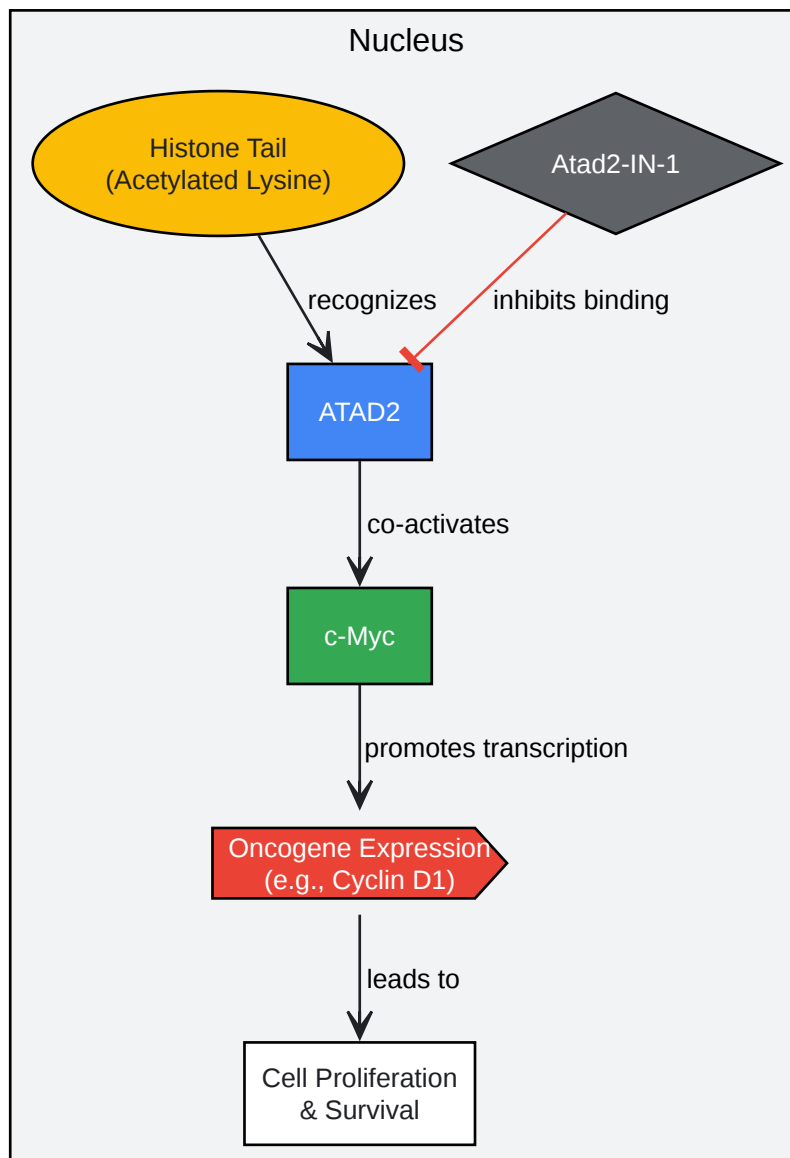 Nucleus
Histone Tail
(Acetylated Lysine)
Atad2-IN-1
recognizes
inhibits binding
ATAD2
co-activates
c-Myc
promotes transcription
Oncogene Expression
(e.g., Cyclin D1)
leads to
Cell Proliferation
& Survival